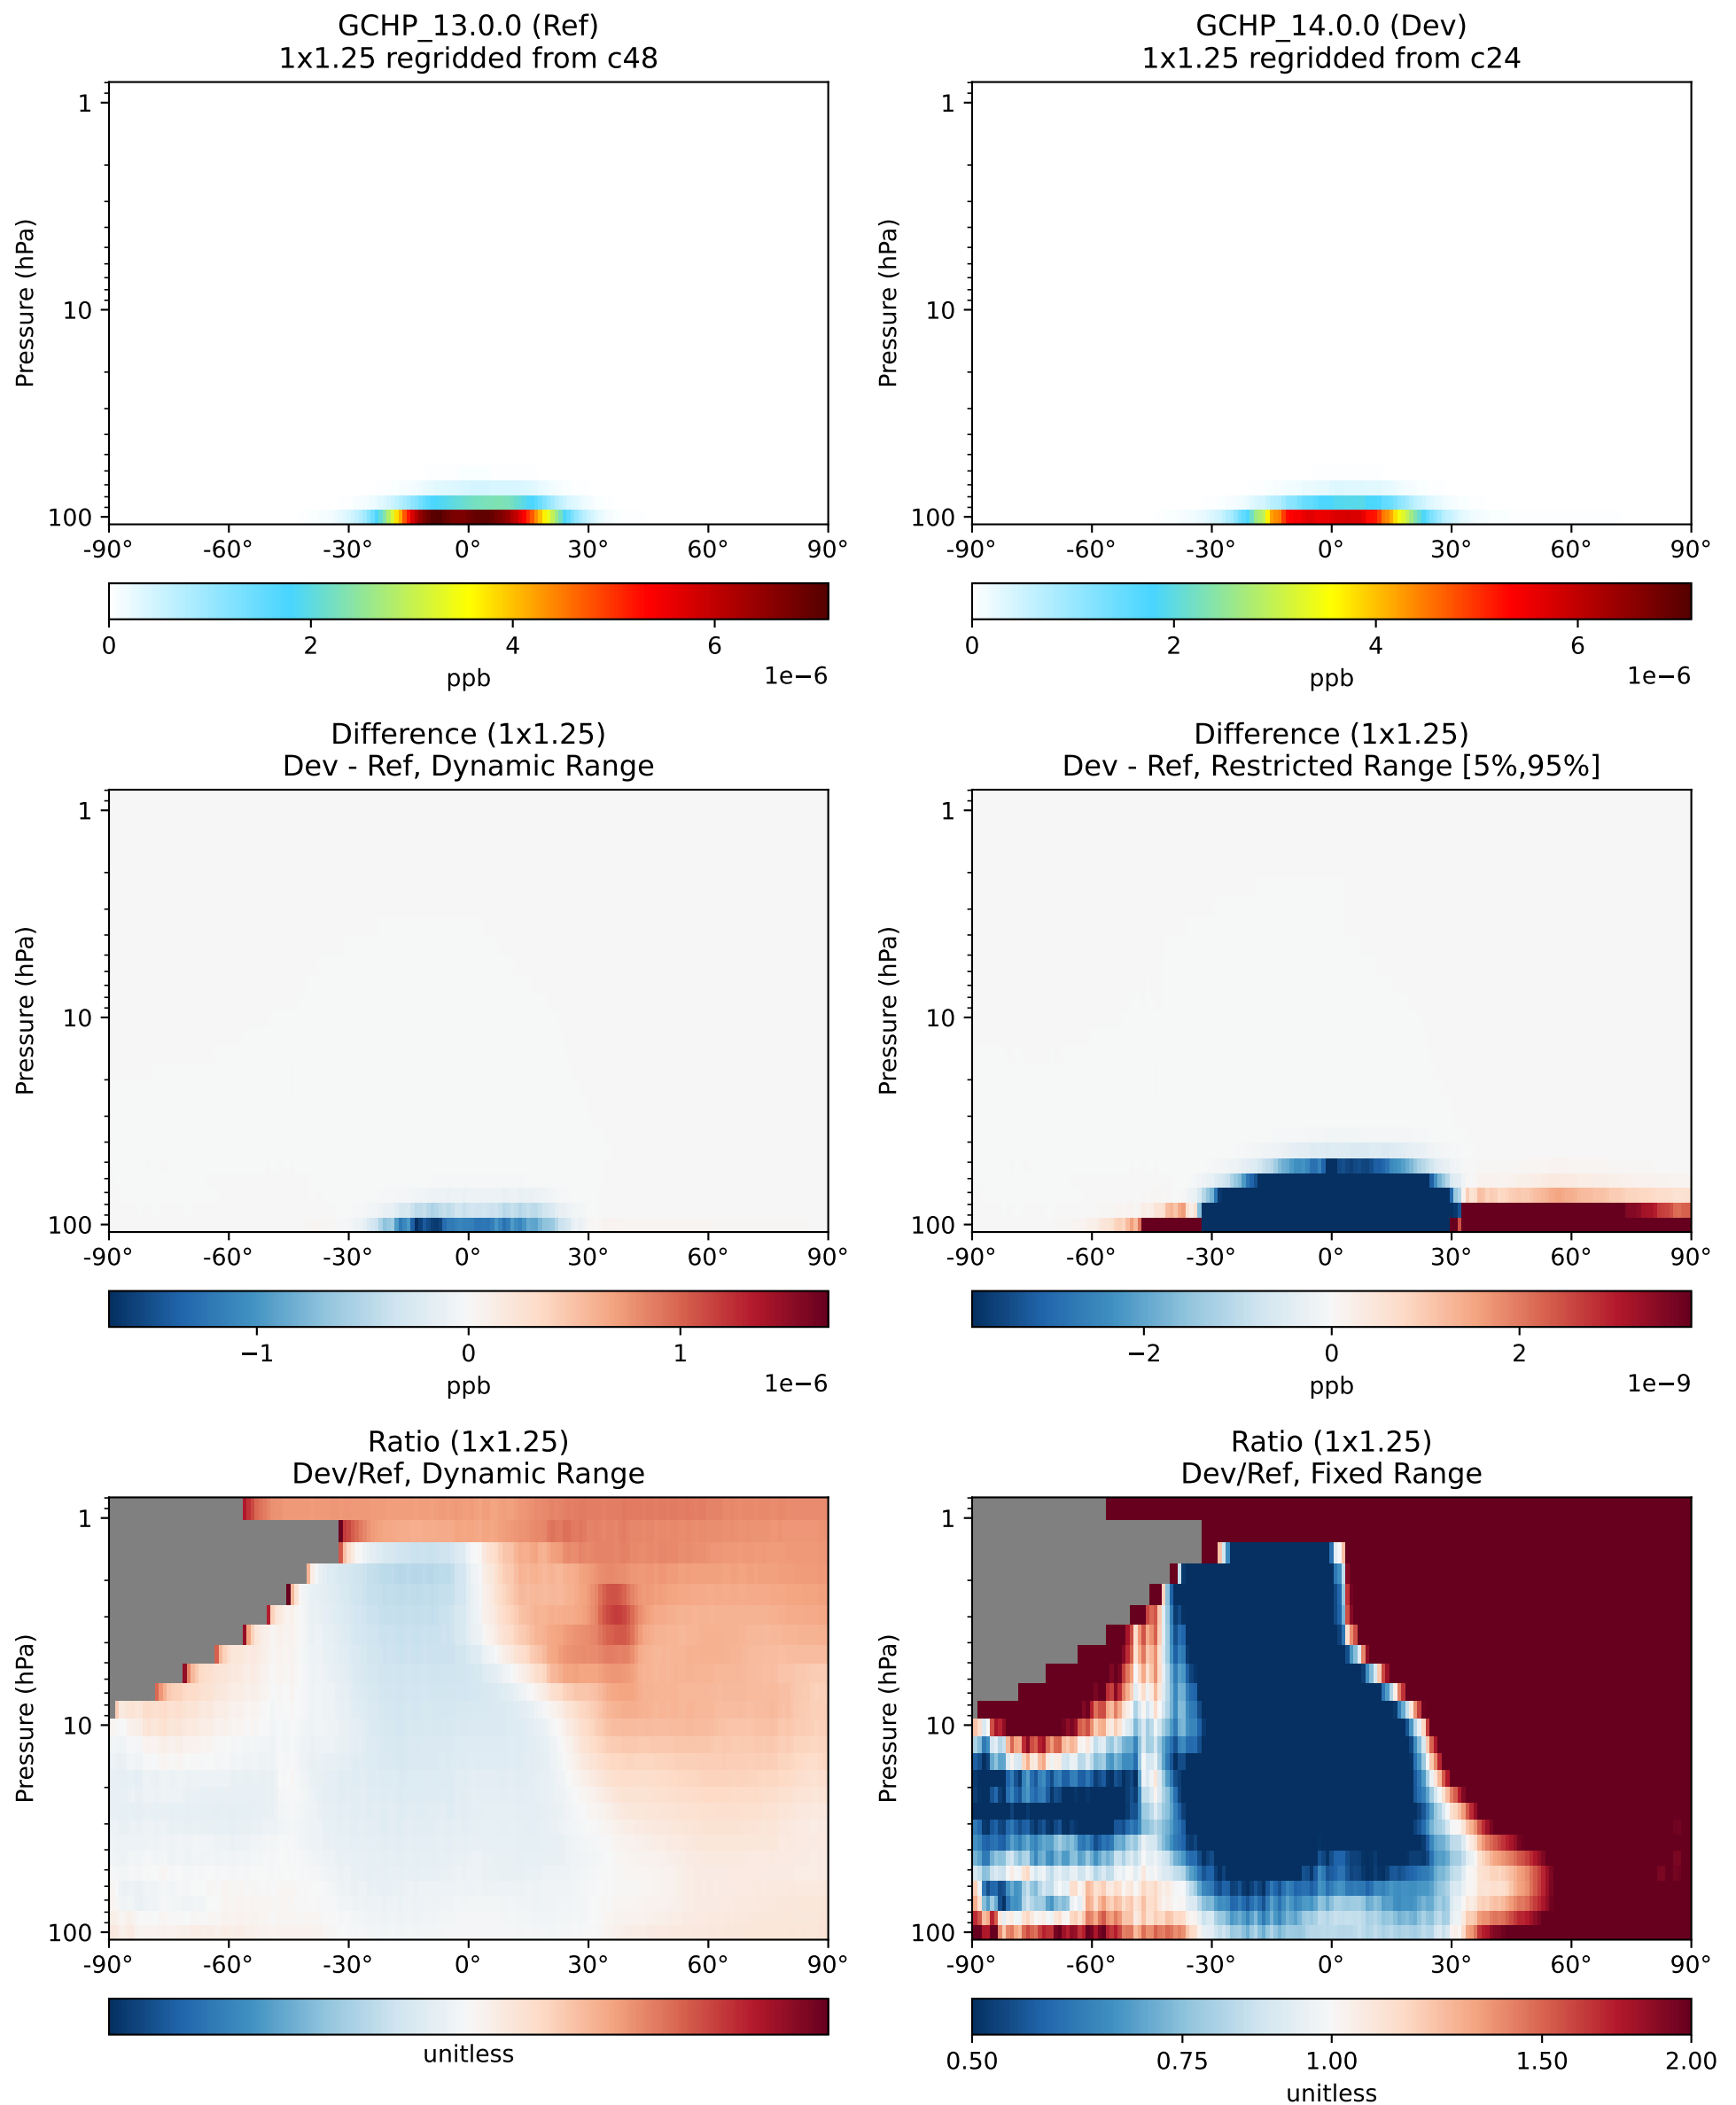 GCHP_13.0.0 (Ref)
1x1.25 regridded from c48
1
10
100
Pressure (hPa)
-90° -60° -30° 0° 30° 60° 90°
0 2 4 6
1e−6
ppb
GCHP_14.0.0 (Dev)
1x1.25 regridded from c24
1
10
100
Pressure (hPa)
-90° -60° -30° 0° 30° 60° 90°
0 2 4 6
1e−6
ppb
Difference (1x1.25)
Dev - Ref, Dynamic Range
1
10
100
Pressure (hPa)
-90° -60° -30° 0° 30° 60° 90°
−1 0 1
1e−6
ppb
Difference (1x1.25)
Dev - Ref, Restricted Range [5%,95%]
1
10
100
Pressure (hPa)
-90° -60° -30° 0° 30° 60° 90°
−2 0 2
1e−9
ppb
Ratio (1x1.25)
Dev/Ref, Dynamic Range
1
10
100
Pressure (hPa)
-90° -60° -30° 0° 30° 60° 90°
unitless
Ratio (1x1.25)
Dev/Ref, Fixed Range
1
10
100
Pressure (hPa)
-90° -60° -30° 0° 30° 60° 90°
0.50 0.75 1.00 1.50 2.00
unitless